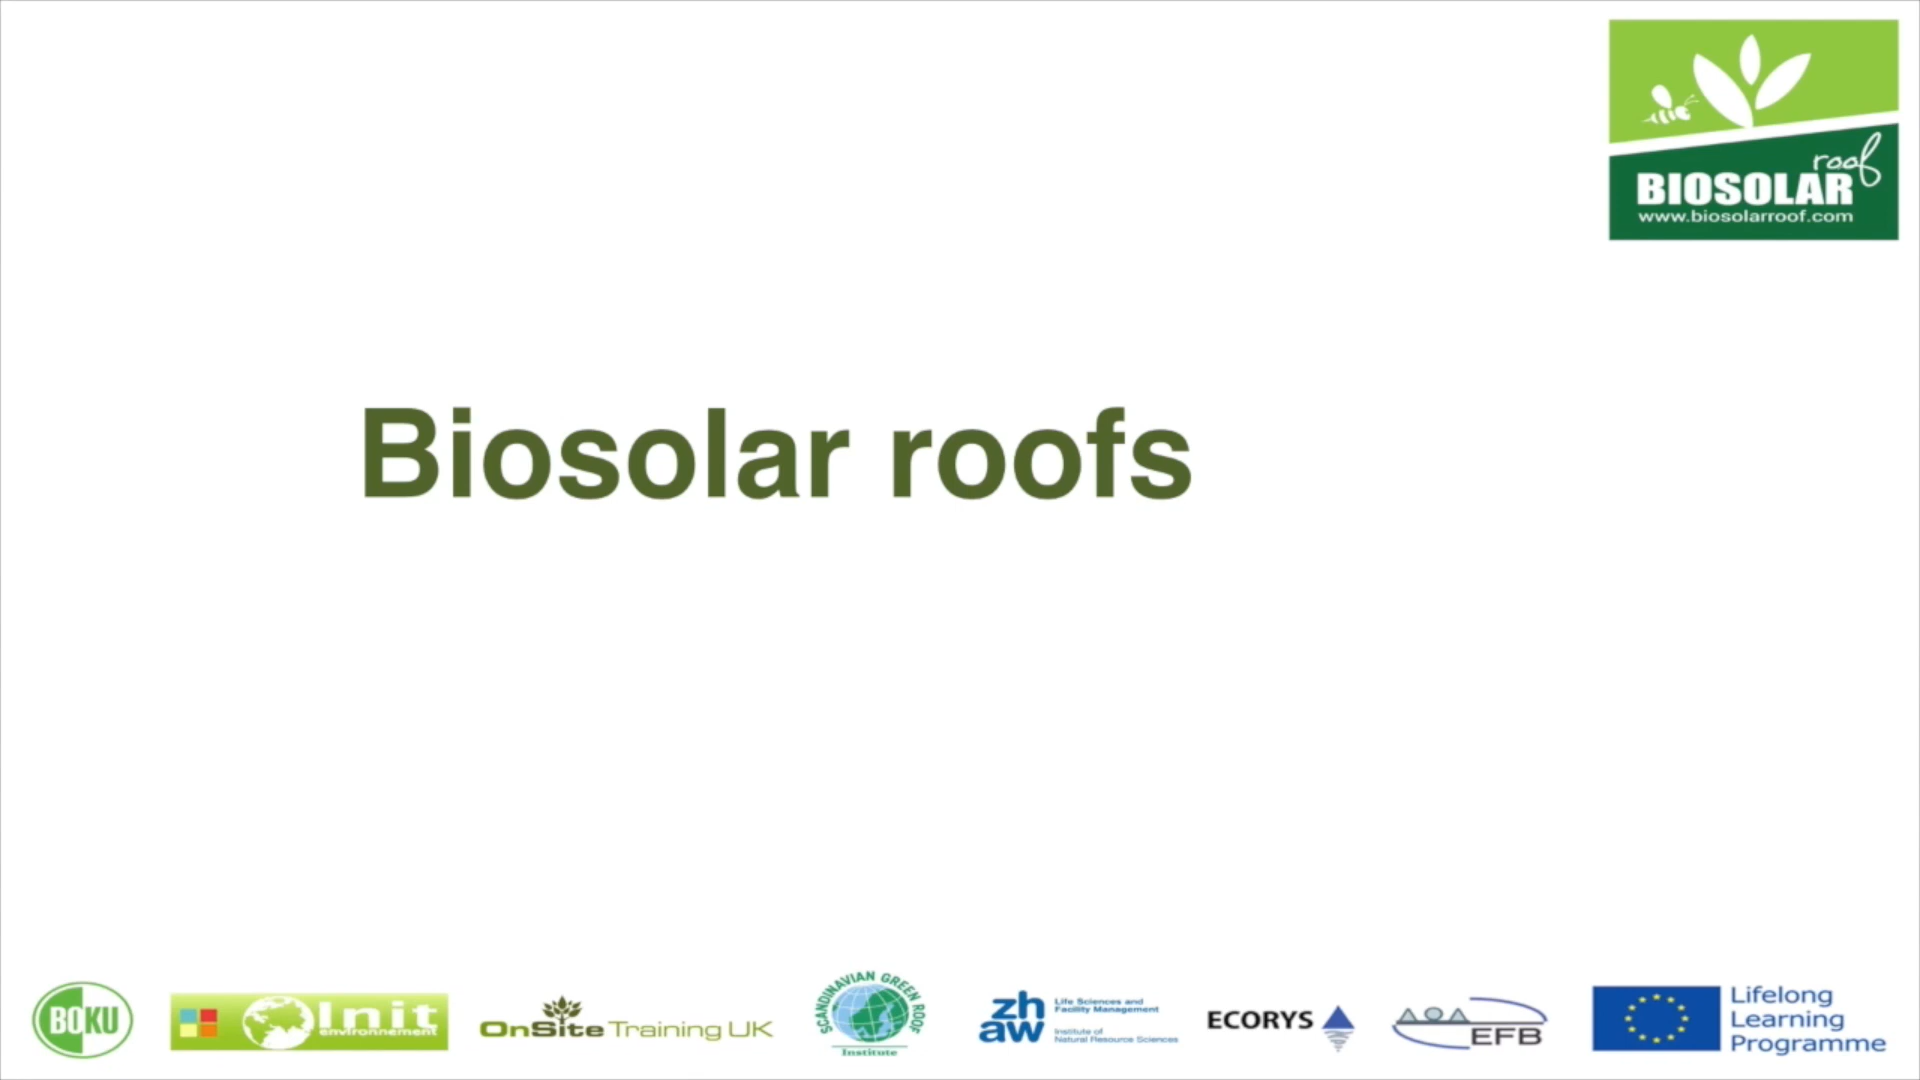 roof
BIOSOLAR
www.biosolarroof.com
Biosolar roofs
BOKU
Init
environnement
OnSite Training UK
SCANDINAVIAN GREEN ROOF
Institute
zh
aw
Life Sciences and
Facility Management
Institute of
Natural Resource Sciences
ECORYS
EFB
Lifelong
Learning
Programme